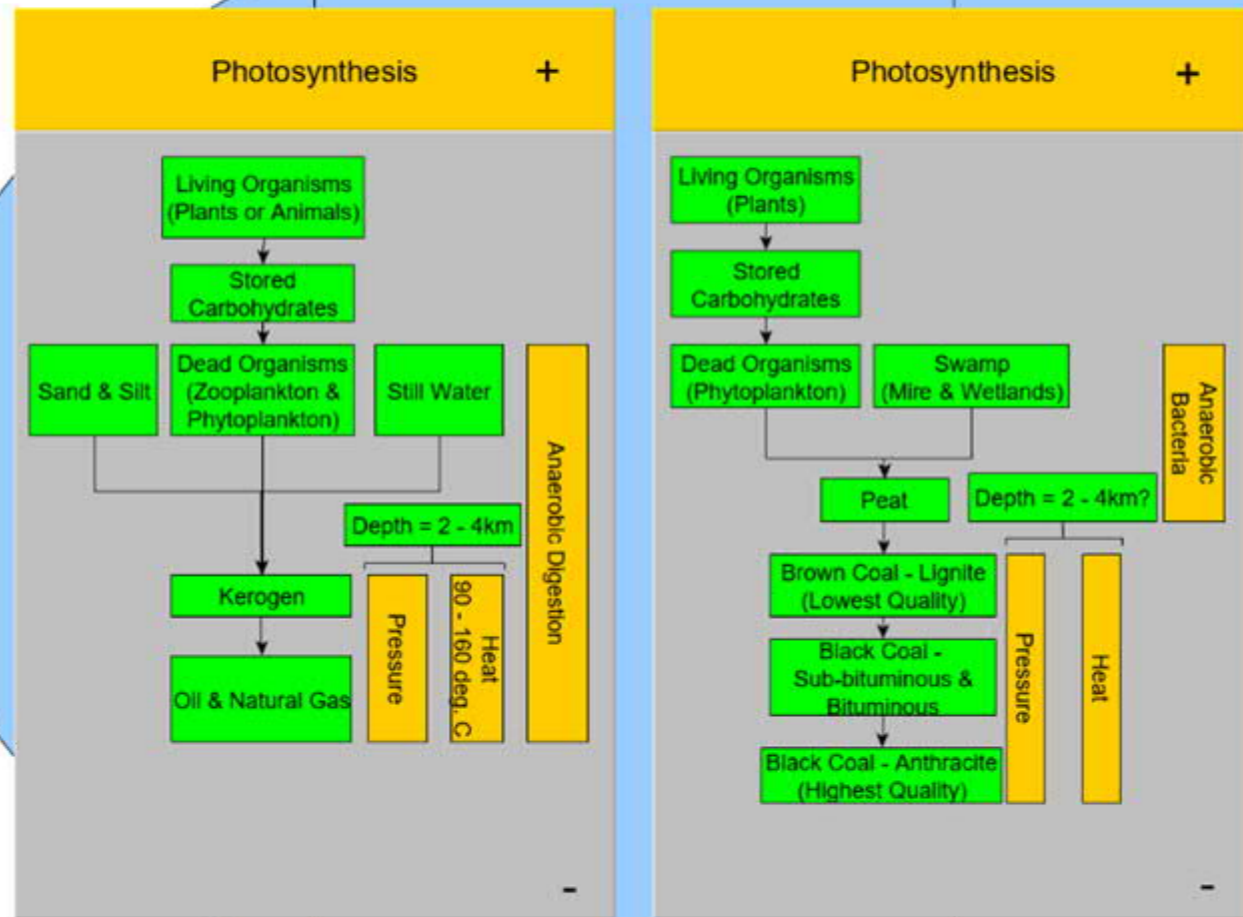 Photosynthesis +
Living Organisms
(Plants or Animals)
Stored
Carbohydrates
Sand & Silt
Dead Organisms
(Zooplankton &
Phytoplankton)
Still Water
Anaerobic Digestion
Depth = 2 - 4km
Kerogen
Pressure
Heat
90 - 160 deg. C
Oil & Natural Gas
-
Photosynthesis +
Living Organisms
(Plants)
Stored
Carbohydrates
Dead Organisms
(Phytoplankton)
Swamp
(Mire & Wetlands)
Anaerobic
Bacteria
Peat
Depth = 2 - 4km?
Brown Coal - Lignite
(Lowest Quality)
Pressure
Heat
Black Coal -
Sub-bituminous &
Bituminous
Black Coal - Anthracite
(Highest Quality)
-